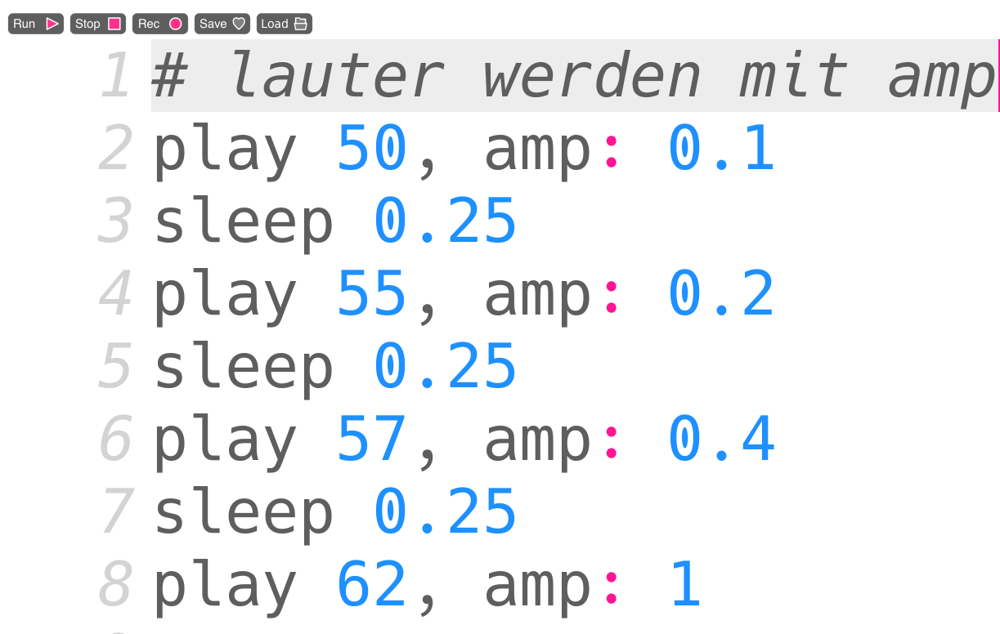 Run Stop Rec Save Load
1 # lauter werden mit amp
2 play 50, amp: 0.1
3 sleep 0.25
4 play 55, amp: 0.2
5 sleep 0.25
6 play 57, amp: 0.4
7 sleep 0.25
8 play 62, amp: 1